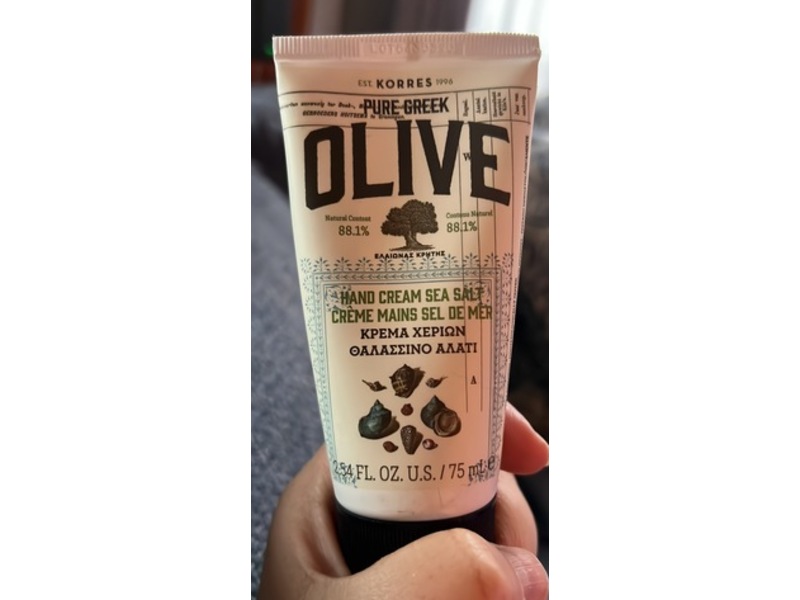 EST. KORRES 1996
PURE GREEK
OLIVE
Natural Content
88.1%
Contenu Naturel
88.1%
ΕΛΑΙΩΝΑΣ ΚΡΗΤΗΣ
HAND CREAM SEA SALT
CRÈME MAINS SEL DE MER
ΚΡΕΜΑ ΧΕΡΙΩΝ
ΘΑΛΑΣΣΙΝΟ ΑΛΑΤΙ
A
2.54 FL. OZ. U.S. / 75 mL ℮